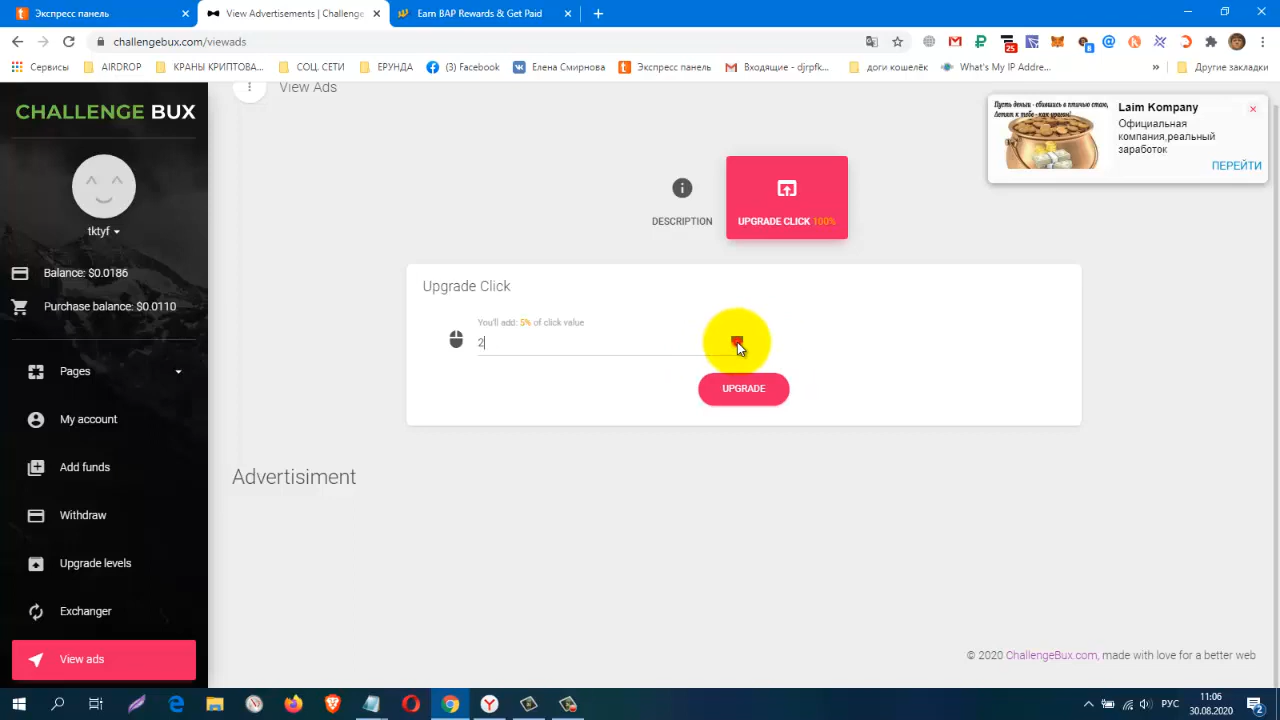 Экспресс панель
View Advertisements | Challenge
Earn BAP Rewards & Get Paid
challengebux.com/viewads
25
8
Сервисы
AIRDROP
КРАНЫ КРИПТОВА...
СОЦ. СЕТИ
ЕРУНДА
(3) Facebook
Елена Смирнова
Экспресс панель
Входящие - djrpfk...
доги кошелёк
What's My IP Addre...
»
Другие закладки
CHALLENGE BUX
tktyf
Balance: $0.0186
Purchase balance: $0.0110
Pages
My account
Add funds
Withdraw
Upgrade levels
Exchanger
View ads
View Ads
DESCRIPTION
UPGRADE CLICK 100%
Upgrade Click
You'll add: 5% of click value
2
UPGRADE
Advertisiment
Laim Kompany
Официальная
компания,реальный
заработок
ПЕРЕЙТИ
© 2020 ChallengeBux.com, made with love for a better web
РУС
11:06
30.08.2020
2